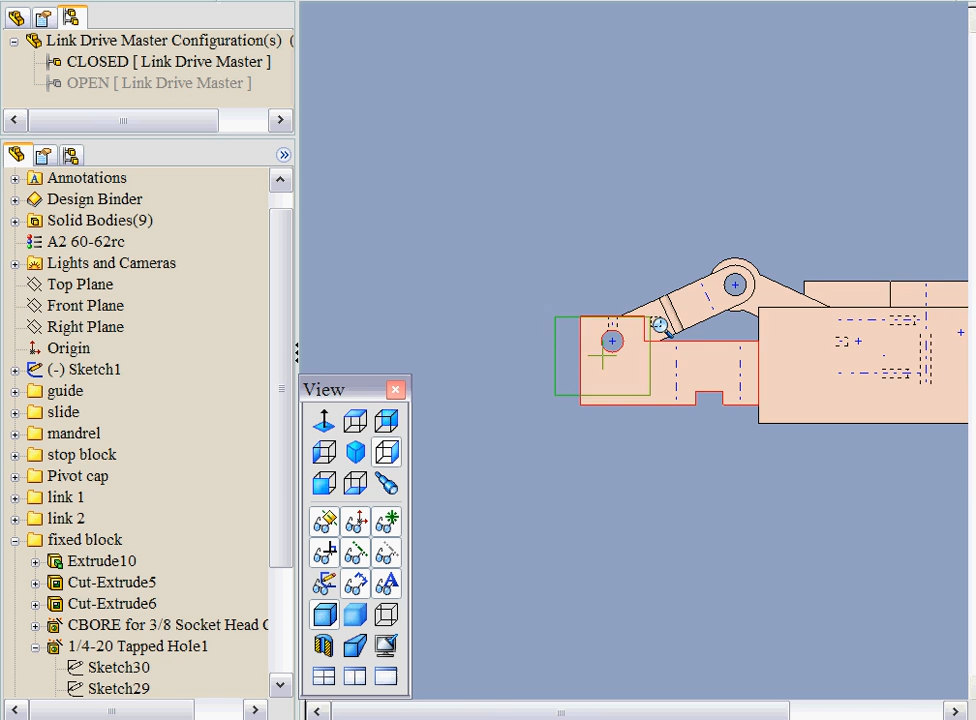 Link Drive Master Configuration(s) (
CLOSED [ Link Drive Master ]
OPEN [ Link Drive Master ]
Annotations
Design Binder
Solid Bodies(9)
A2 60-62rc
Lights and Cameras
Top Plane
Front Plane
Right Plane
Origin
(-) Sketch1
guide
slide
mandrel
stop block
Pivot cap
link 1
link 2
fixed block
Extrude10
Cut-Extrude5
Cut-Extrude6
CBORE for 3/8 Socket Head C
1/4-20 Tapped Hole1
Sketch30
Sketch29
View